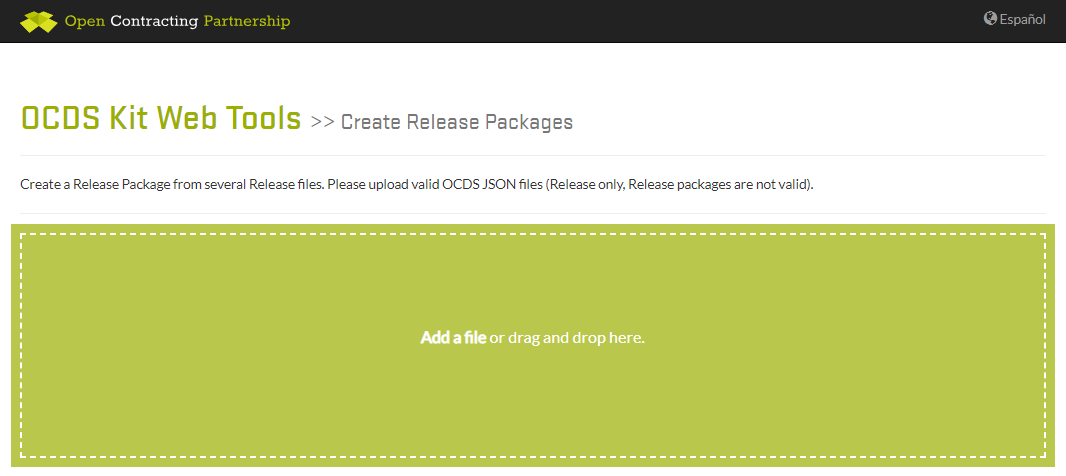 Open Contracting Partnership
Español
OCDS Kit Web Tools >> Create Release Packages
Create a Release Package from several Release files. Please upload valid OCDS JSON files (Release only, Release packages are not valid).
Add a file or drag and drop here.